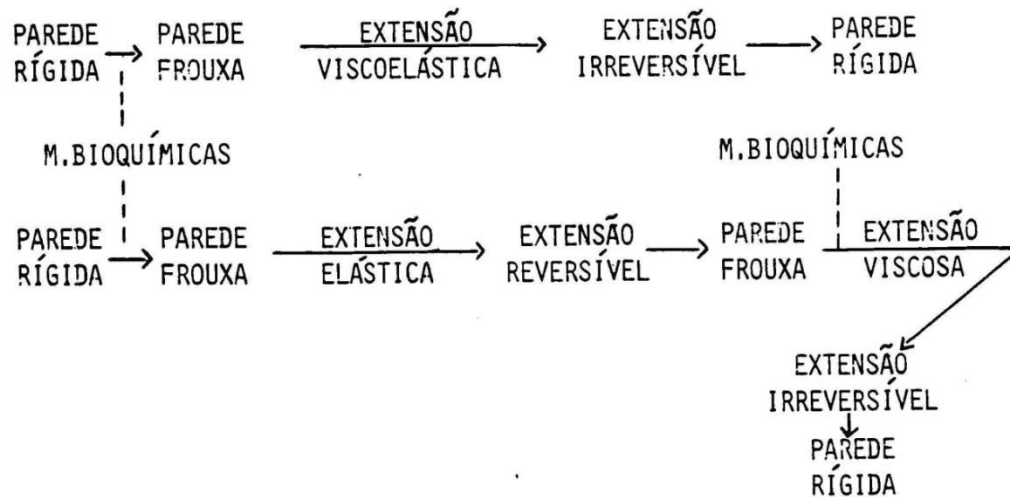 PAREDE PAREDE EXTENSÃO EXTENSÃO PAREDE
RÍGIDA FROUXA VISCOELÁSTICA IRREVERSÍVEL RÍGIDA
M.BIOQUÍMICAS M.BIOQUÍMICAS
PAREDE PAREDE EXTENSÃO EXTENSÃO PAREDE EXTENSÃO
RÍGIDA FROUXA ELÁSTICA REVERSÍVEL FROUXA VISCOSA
EXTENSÃO
IRREVERSÍVEL
PAREDE
RÍGIDA